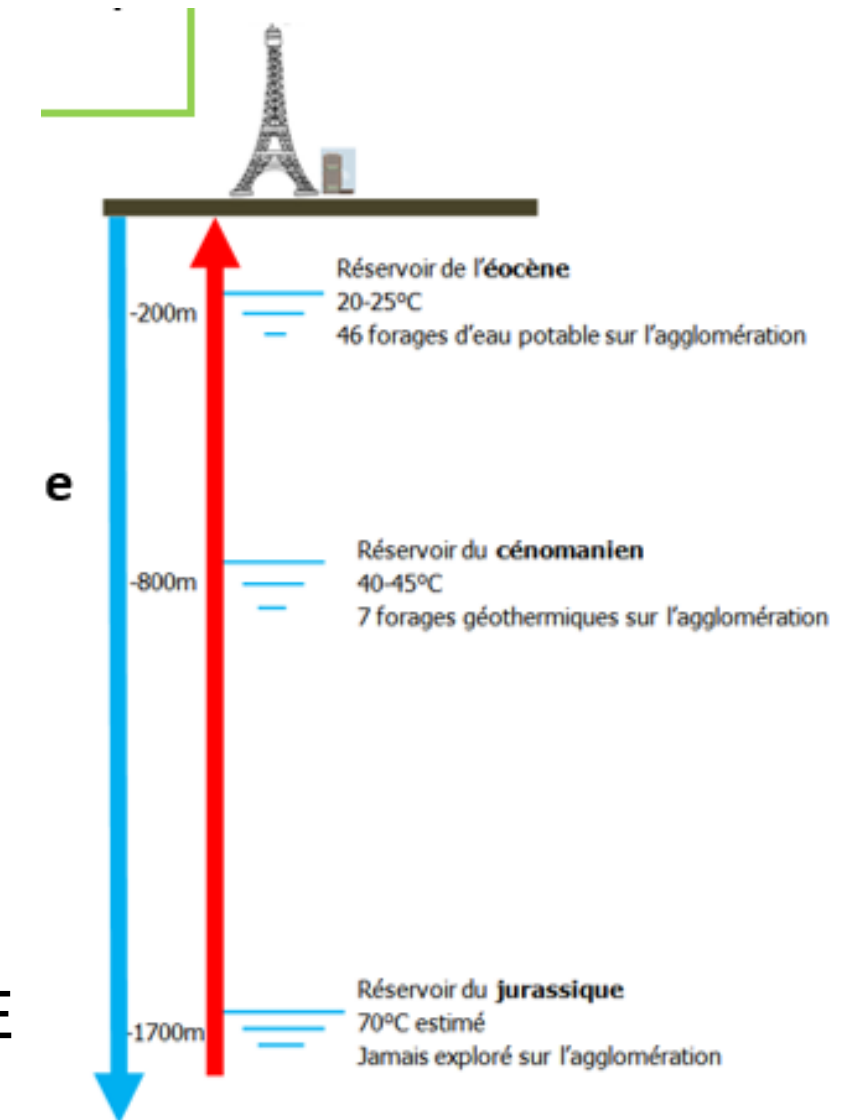 Réservoir de l'éocène
-200m
20-25°C
46 forages d'eau potable sur l'agglomération
e
Réservoir du cénomanien
-800m
40-45°C
7 forages géothermiques sur l'agglomération
Réservoir du jurassique
E
-1700m
70°C estimé
Jamais exploré sur l'agglomération